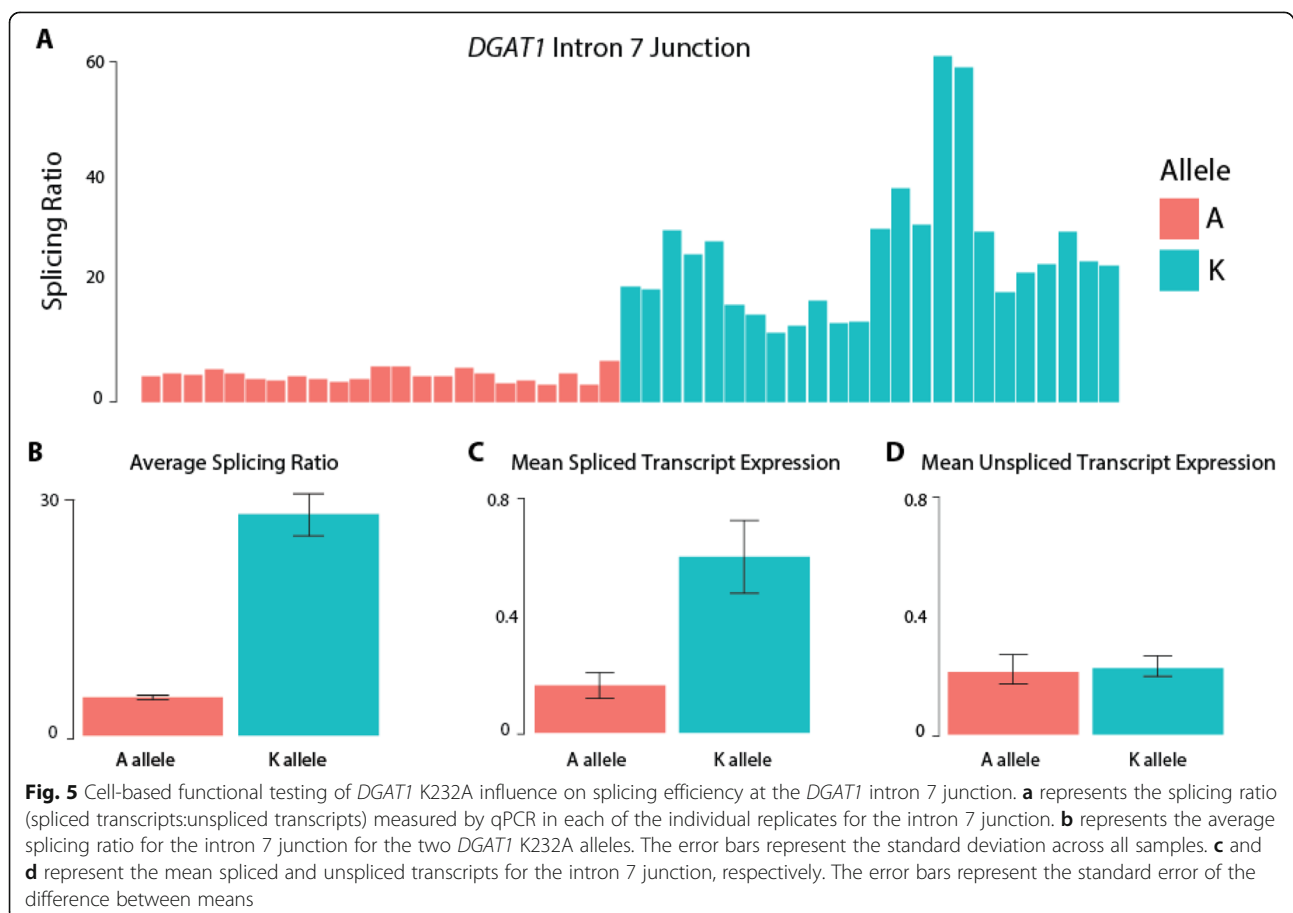 A
DGAT1 Intron 7 Junction
60
40
20
0
Splicing Ratio
Allele
A
K
B
Average Splicing Ratio
30
0
A allele
K allele
C
Mean Spliced Transcript Expression
0.8
0.4
0
A allele
K allele
D
Mean Unspliced Transcript Expression
0.8
0.4
0
A allele
K allele
Fig. 5 Cell-based functional testing of DGAT1 K232A influence on splicing efficiency at the DGAT1 intron 7 junction. a represents the splicing ratio
(spliced transcripts:unspliced transcripts) measured by qPCR in each of the individual replicates for the intron 7 junction. b represents the average
splicing ratio for the intron 7 junction for the two DGAT1 K232A alleles. The error bars represent the standard deviation across all samples. c and
d represent the mean spliced and unspliced transcripts for the intron 7 junction, respectively. The error bars represent the standard error of the
difference between means